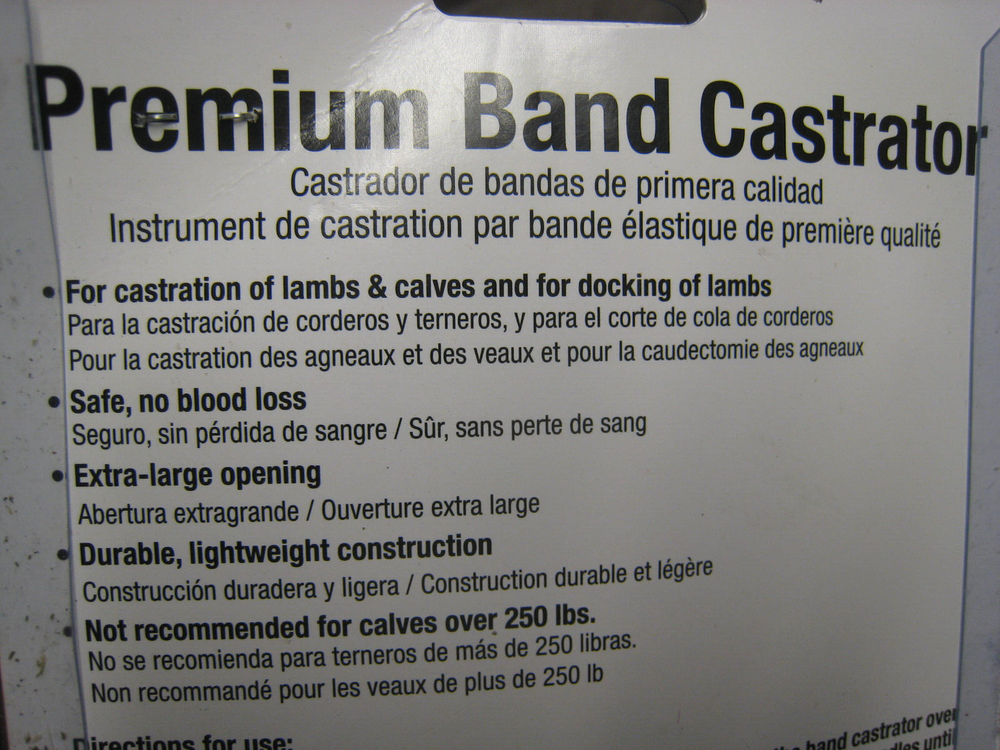 Premium Band Castrator
Castrador de bandas de primera calidad
Instrument de castration par bande élastique de première qualité
• For castration of lambs & calves and for docking of lambs
Para la castración de corderos y terneros, y para el corte de cola de corderos
Pour la castration des agneaux et des veaux et pour la caudectomie des agneaux
• Safe, no blood loss
Seguro, sin pérdida de sangre / Sûr, sans perte de sang
• Extra-large opening
Abertura extragrande / Ouverture extra large
• Durable, lightweight construction
Construcción duradera y ligera / Construction durable et légère
• Not recommended for calves over 250 lbs.
No se recomienda para terneros de más de 250 libras.
Non recommandé pour les veaux de plus de 250 lb
Directions for use:
band castrator over
until